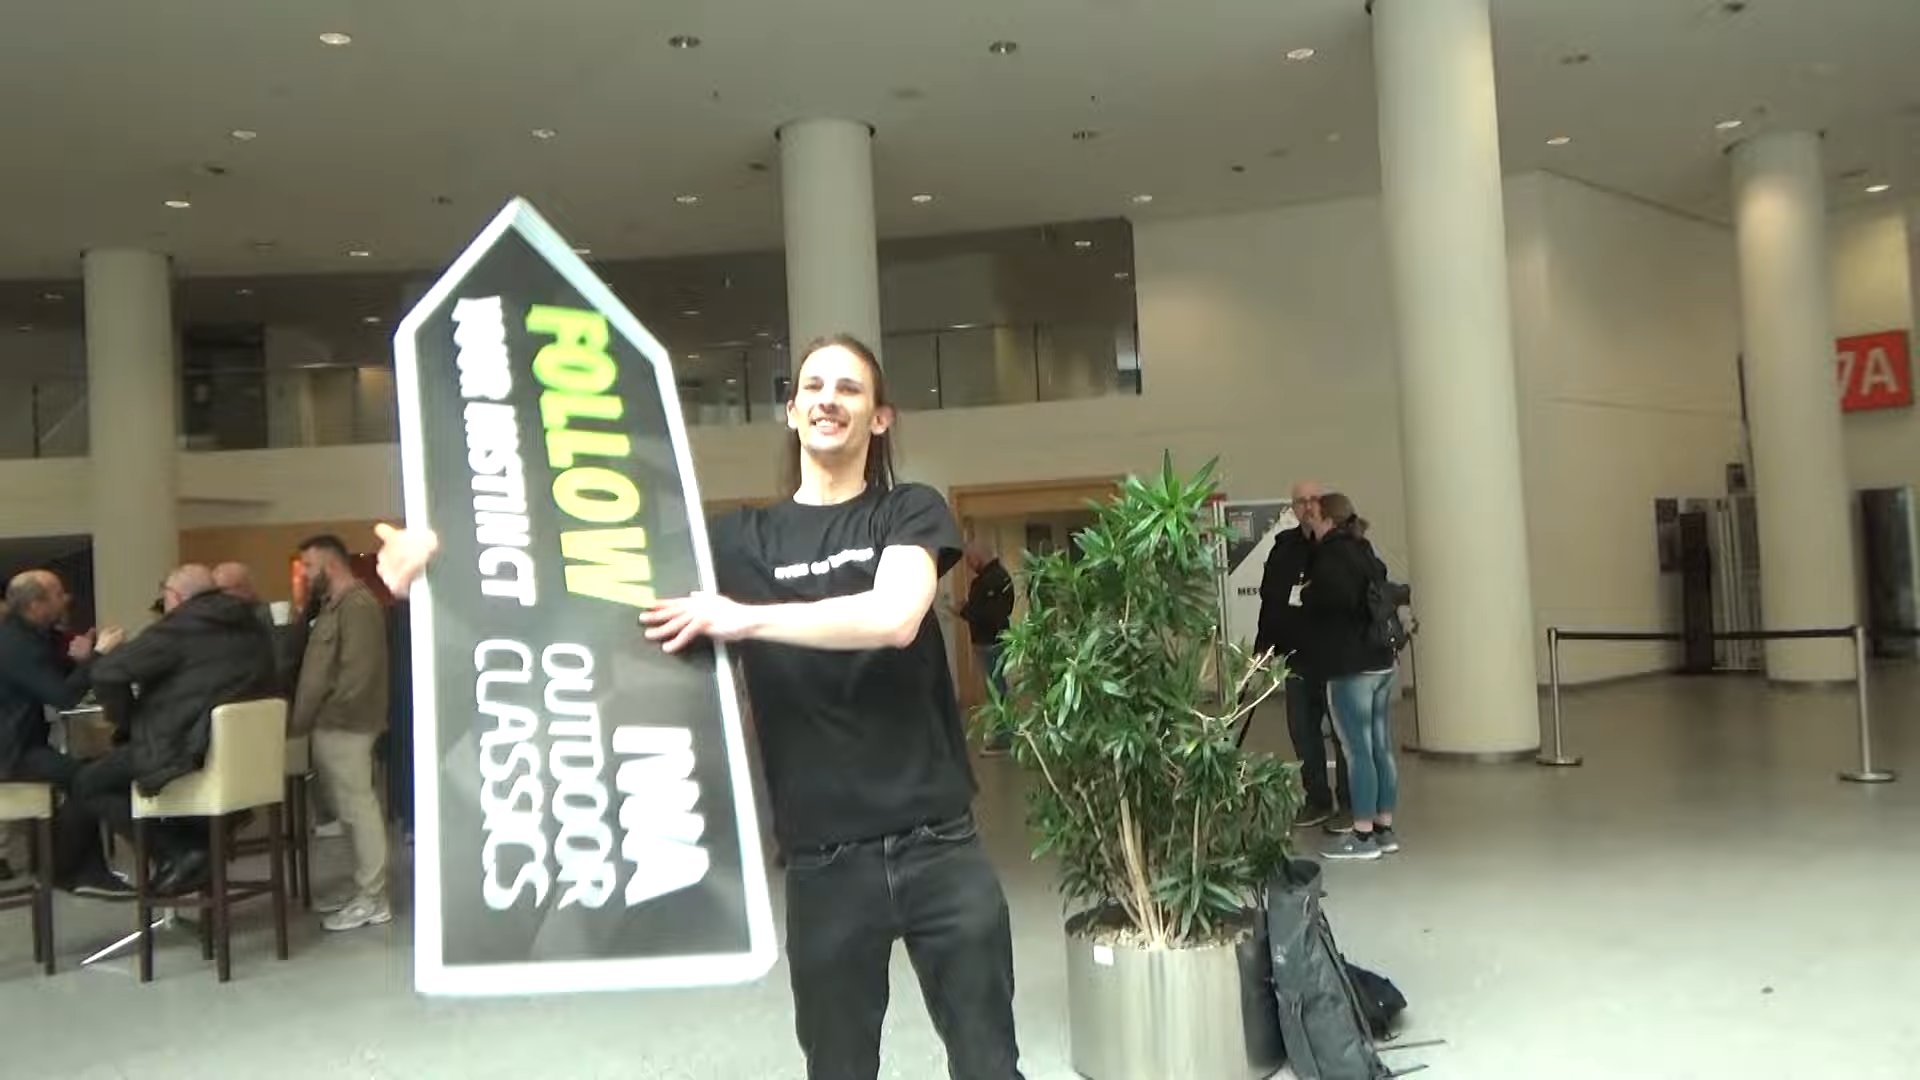 FOLLOW
YOUR INSTINCT
IWA
OUTDOOR
CLASSICS
7A